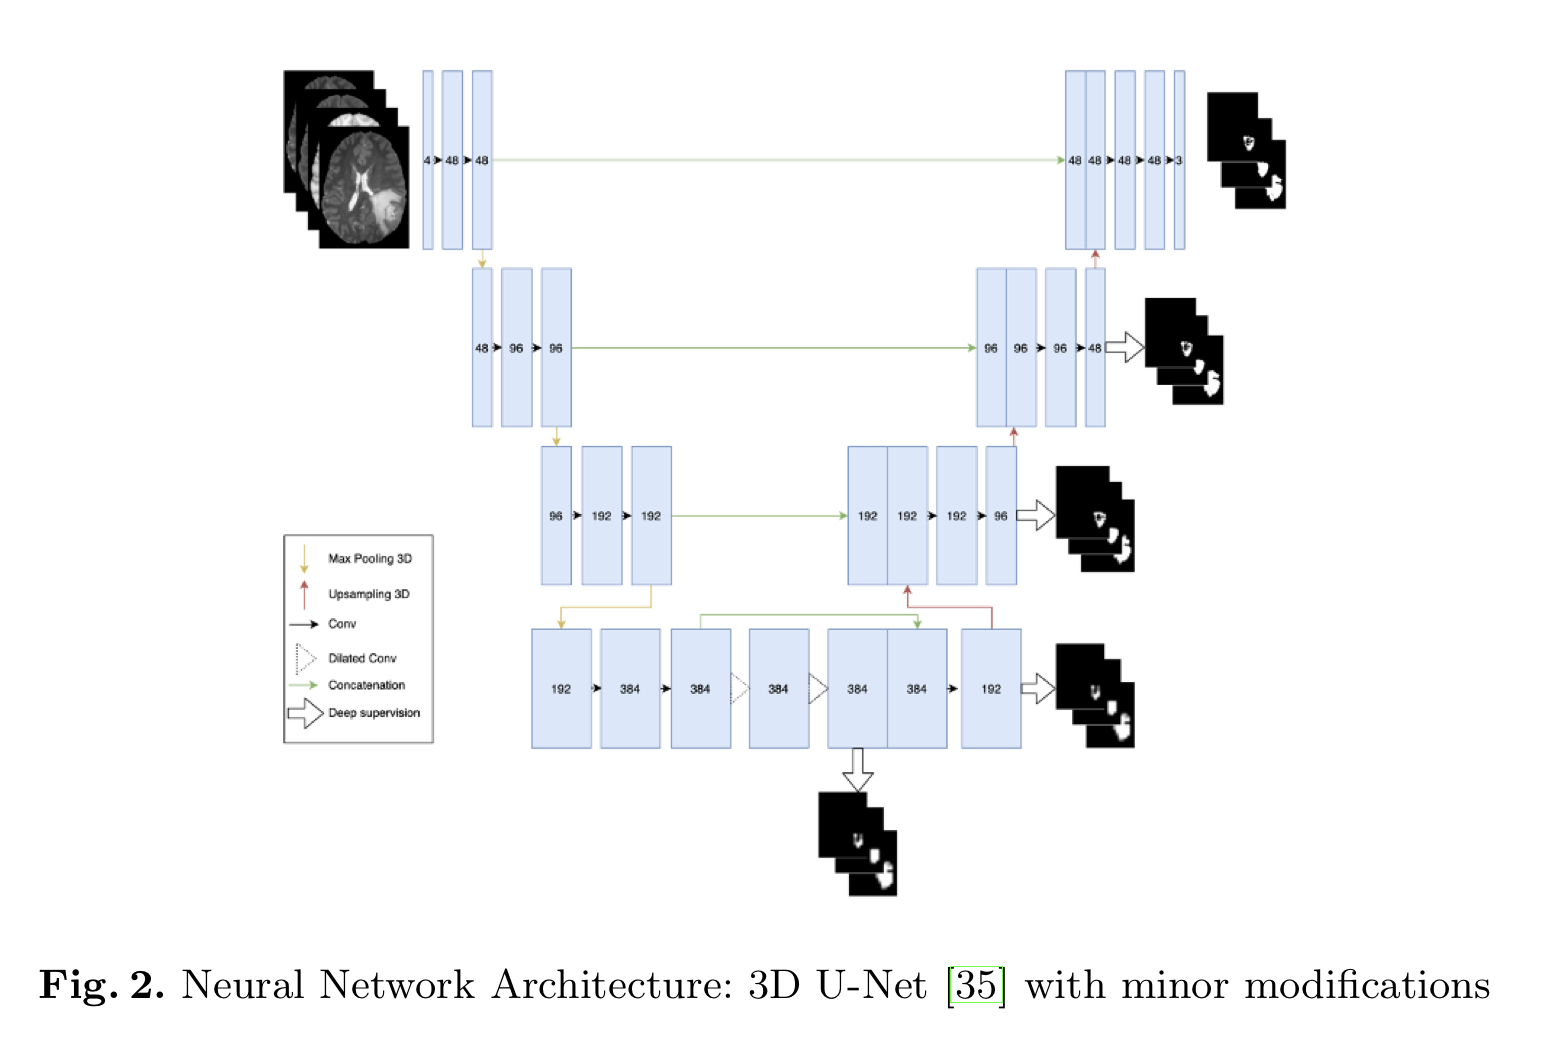 4 48 48 48 48 48 48 3
48 96 96 96 96 96 48
96 192 192 192 192 192 96
192 384 384 384 384 384 192
Max Pooling 3D
Upsampling 3D
Conv
Dilated Conv
Concatenation
Deep supervision
Fig. 2. Neural Network Architecture: 3D U-Net [35] with minor modifications